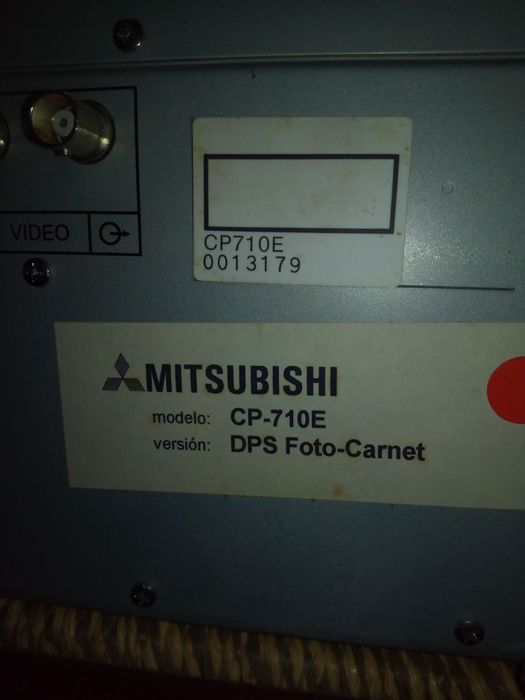 VIDEO
CP710E
0013179
MITSUBISHI
modelo: CP-710E
versión: DPS Foto-Carnet